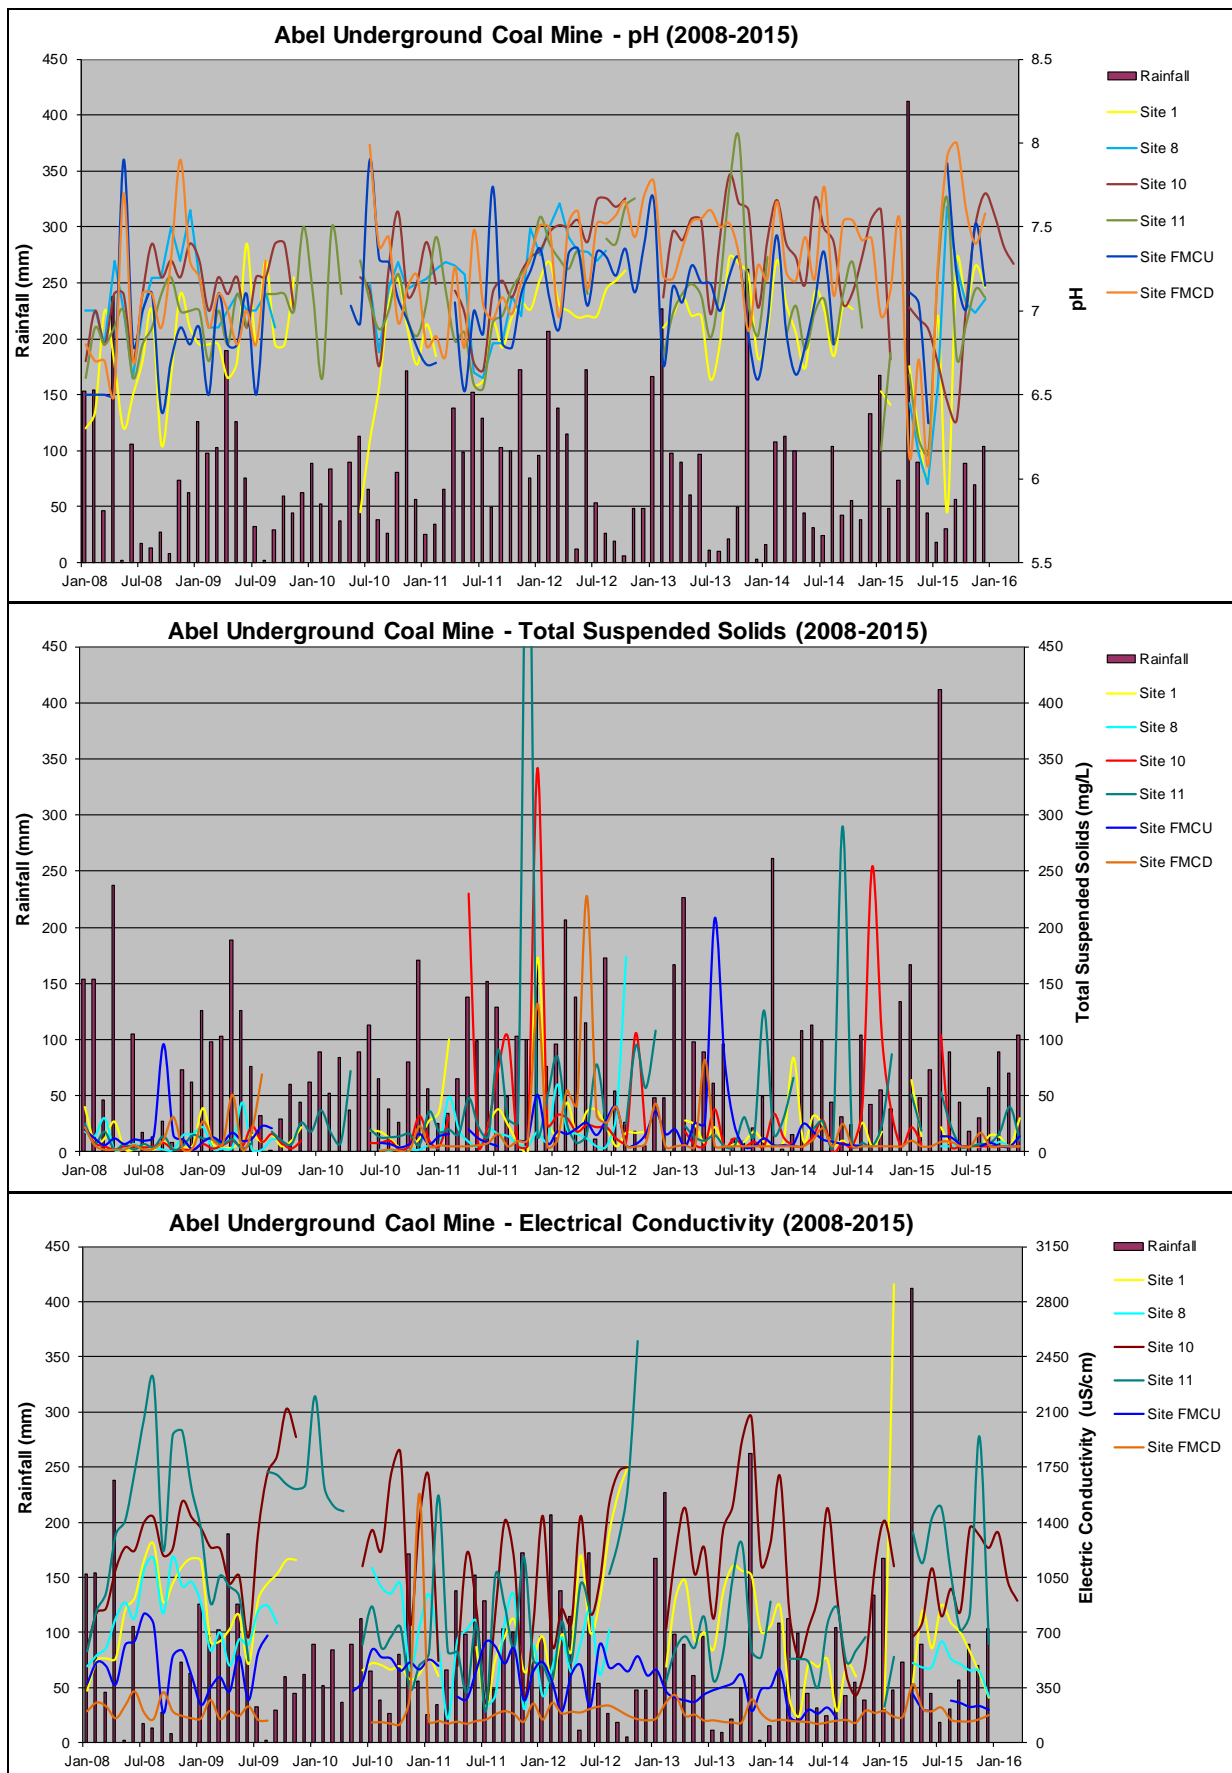 Abel Underground Coal Mine - pH (2008-2015)
450
400
350
300
250
200
150
100
50
0
Rainfall (mm)
8.5
8
7.5
7
6.5
6
5.5
pH
Jan-08 Jul-08 Jan-09 Jul-09 Jan-10 Jul-10 Jan-11 Jul-11 Jan-12 Jul-12 Jan-13 Jul-13 Jan-14 Jul-14 Jan-15 Jul-15 Jan-16
Rainfall
Site 1
Site 8
Site 10
Site 11
Site FMCU
Site FMCD
Abel Underground Coal Mine - Total Suspended Solids (2008-2015)
450
400
350
300
250
200
150
100
50
0
Rainfall (mm)
450
400
350
300
250
200
150
100
50
0
Total Suspended Solids (mg/L)
Jan-08 Jul-08 Jan-09 Jul-09 Jan-10 Jul-10 Jan-11 Jul-11 Jan-12 Jul-12 Jan-13 Jul-13 Jan-14 Jul-14 Jan-15 Jul-15
Rainfall
Site 1
Site 8
Site 10
Site 11
Site FMCU
Site FMCD
Abel Underground Caol Mine - Electrical Conductivity (2008-2015)
450
400
350
300
250
200
150
100
50
0
Rainfall (mm)
3150
2800
2450
2100
1750
1400
1050
700
350
0
Electric Conductivity (uS/cm)
Jan-08 Jul-08 Jan-09 Jul-09 Jan-10 Jul-10 Jan-11 Jul-11 Jan-12 Jul-12 Jan-13 Jul-13 Jan-14 Jul-14 Jan-15 Jul-15 Jan-16
Rainfall
Site 1
Site 8
Site 10
Site 11
Site FMCU
Site FMCD